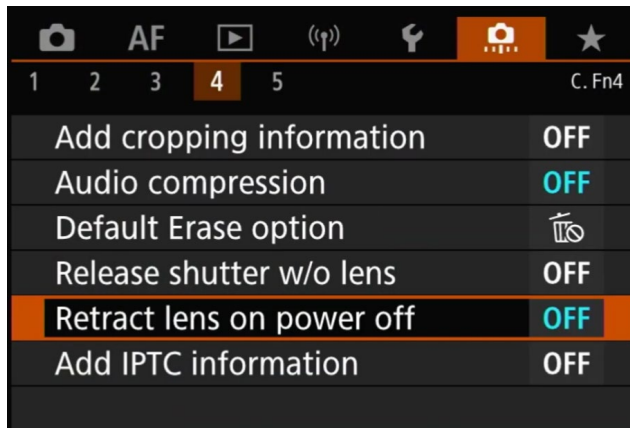 AF
1 2 3 4 5 C.Fn4
Add cropping information OFF
Audio compression OFF
Default Erase option
Release shutter w/o lens OFF
Retract lens on power off OFF
Add IPTC information OFF